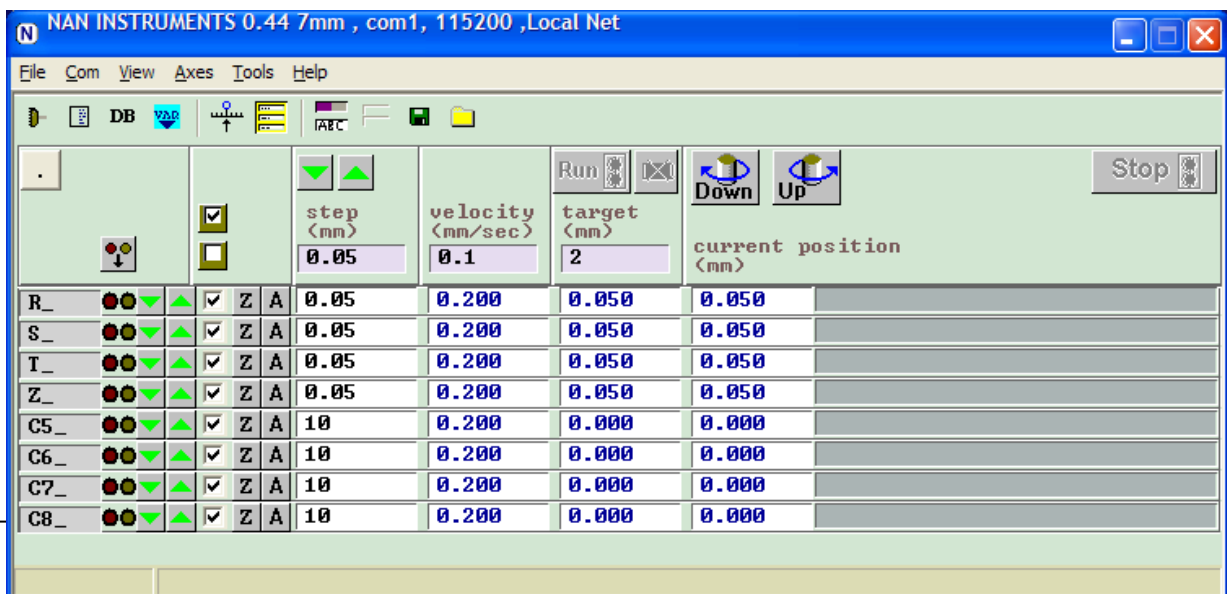 NAN INSTRUMENTS 0.44 7mm , com1, 115200 ,Local Net
File Com View Axes Tools Help
DB VAR ABC
. Run Down Up Stop
step velocity target
(mm) (mm/sec) (mm) current position
0.05 0.1 2 (mm)
R_ Z A 0.05 0.200 0.050 0.050
S_ Z A 0.05 0.200 0.050 0.050
T_ Z A 0.05 0.200 0.050 0.050
Z_ Z A 0.05 0.200 0.050 0.050
C5_ Z A 10 0.200 0.000 0.000
C6_ Z A 10 0.200 0.000 0.000
C7_ Z A 10 0.200 0.000 0.000
C8_ Z A 10 0.200 0.000 0.000